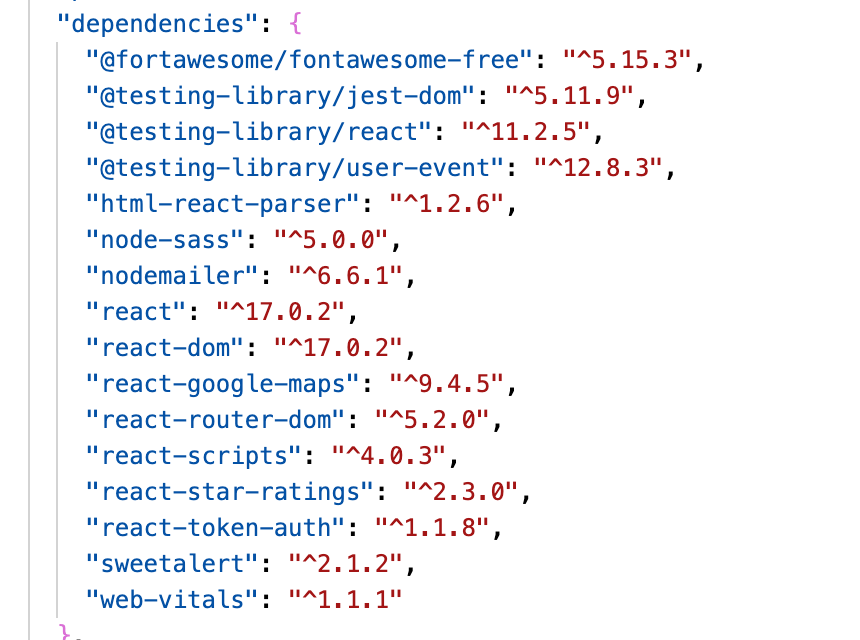 "dependencies": {
"@fortawesome/fontawesome-free": "^5.15.3",
"@testing-library/jest-dom": "^5.11.9",
"@testing-library/react": "^11.2.5",
"@testing-library/user-event": "^12.8.3",
"html-react-parser": "^1.2.6",
"node-sass": "^5.0.0",
"nodemailer": "^6.6.1",
"react": "^17.0.2",
"react-dom": "^17.0.2",
"react-google-maps": "^9.4.5",
"react-router-dom": "^5.2.0",
"react-scripts": "^4.0.3",
"react-star-ratings": "^2.3.0",
"react-token-auth": "^1.1.8",
"sweetalert": "^2.1.2",
"web-vitals": "^1.1.1"
},